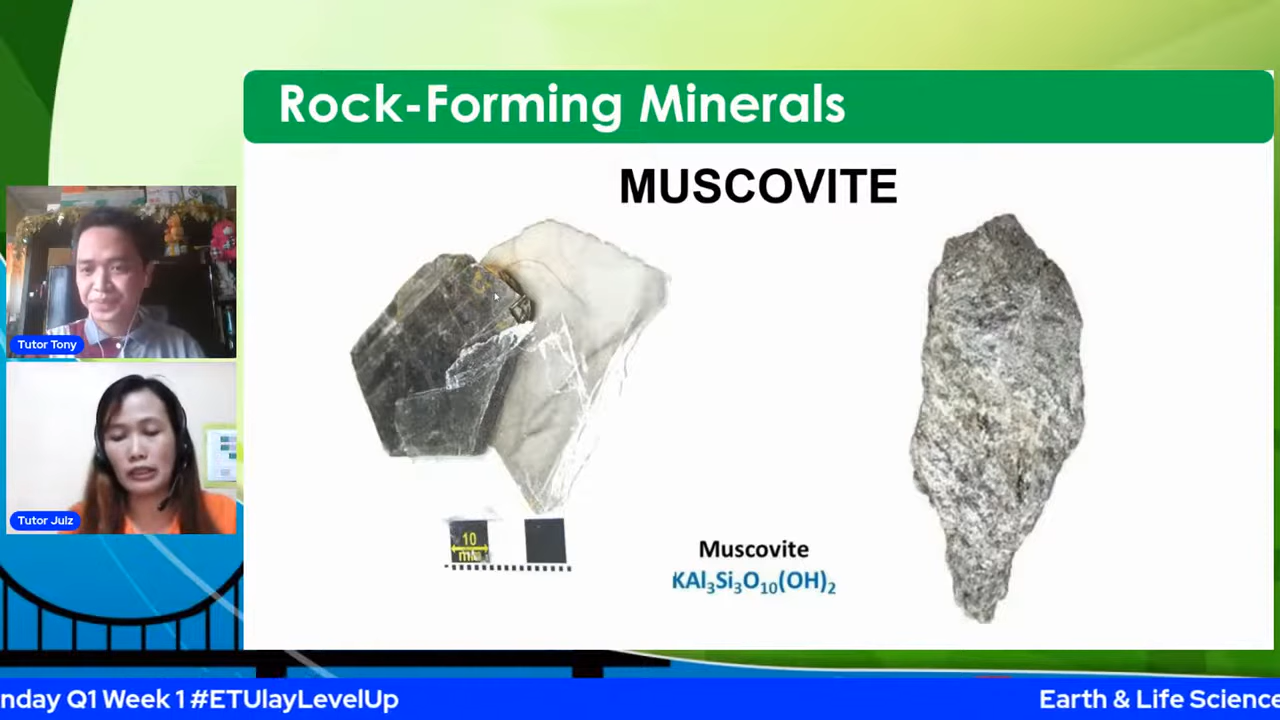 Rock-Forming Minerals
MUSCOVITE
Tutor Tony
Tutor Julz
10
mm
Muscovite
KAl₃Si₃O₁₀(OH)₂
nday Q1 Week 1 #ETUlayLevelUp
Earth & Life Science